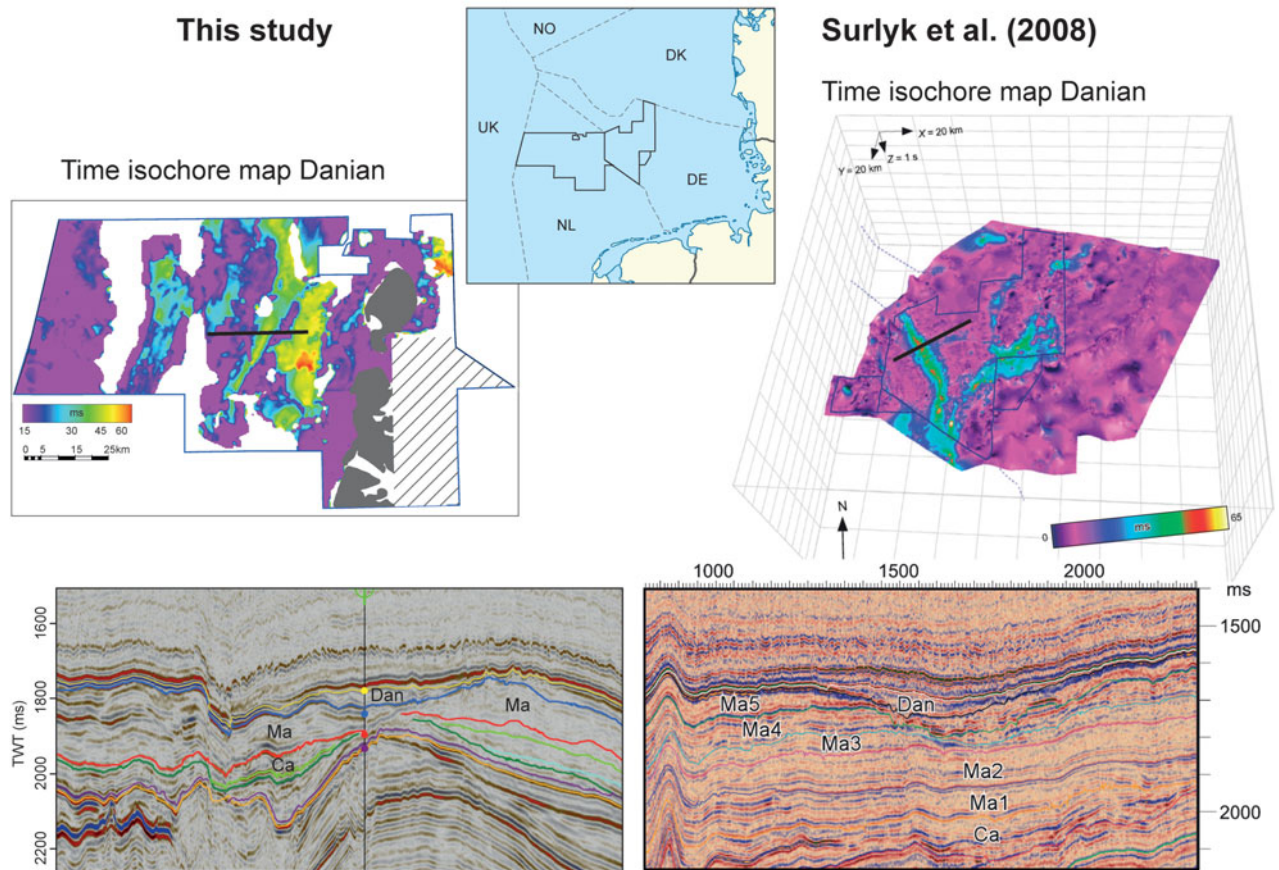 This study
Surlyk et al. (2008)
NO
DK
UK
DE
NL
Time isochore map Danian
ms
15 30 45 60
0 5 15 25km
Time isochore map Danian
X = 20 km
Y = 20 km
Z = 1 s
N
0 ms 65
TWT (ms)
1600
1800
2000
2200
Dan
Ma
Ma
Ca
1000 1500 2000
ms
1500
2000
Ma5
Dan
Ma4
Ma3
Ma2
Ma1
Ca